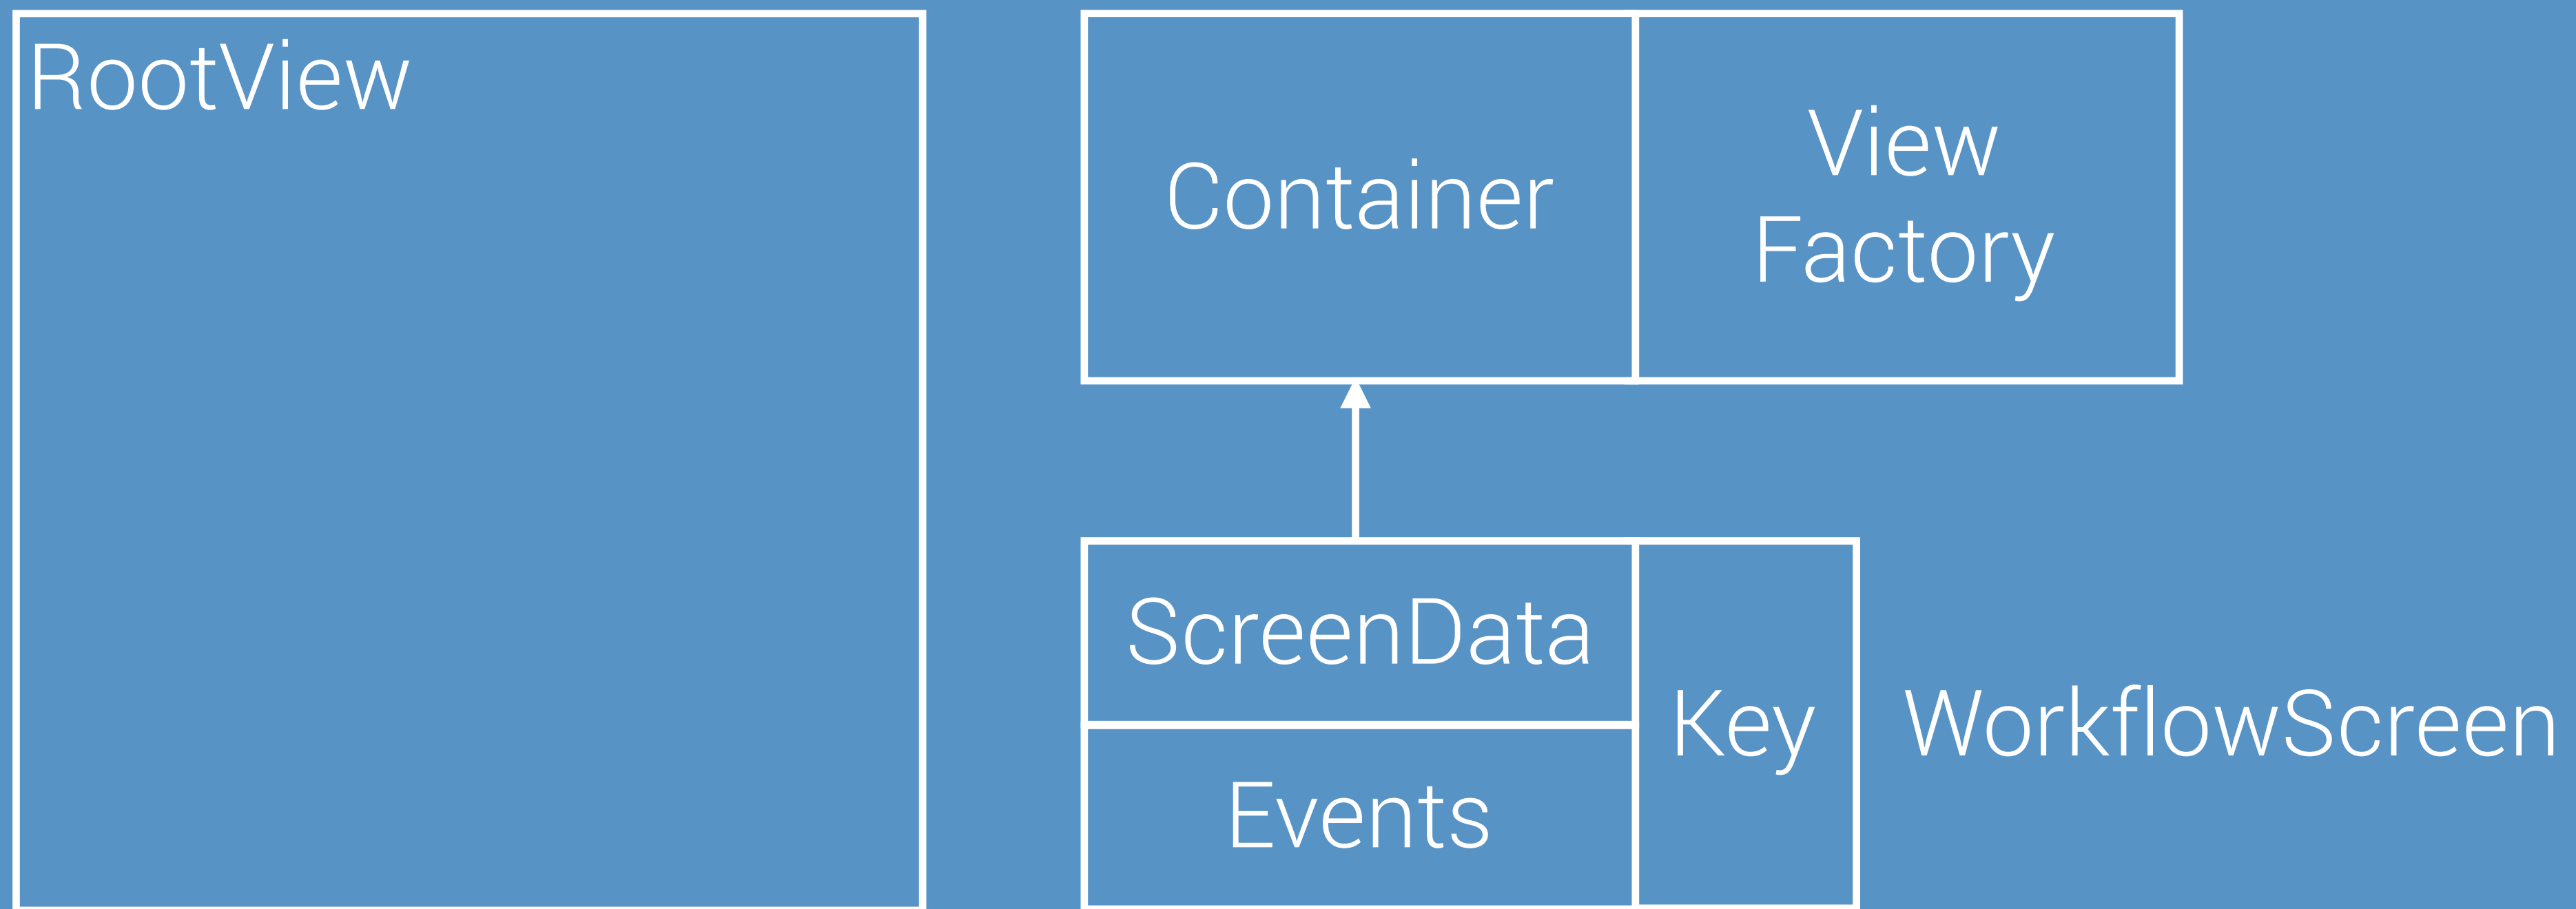 RootView
Container
View
Factory
ScreenData
Events
Key
WorkflowScreen